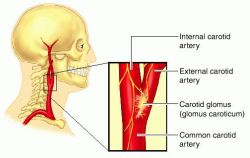 Internal carotid
artery
External carotid
artery
Carotid glomus
(glomus caroticum)
Common carotid
artery